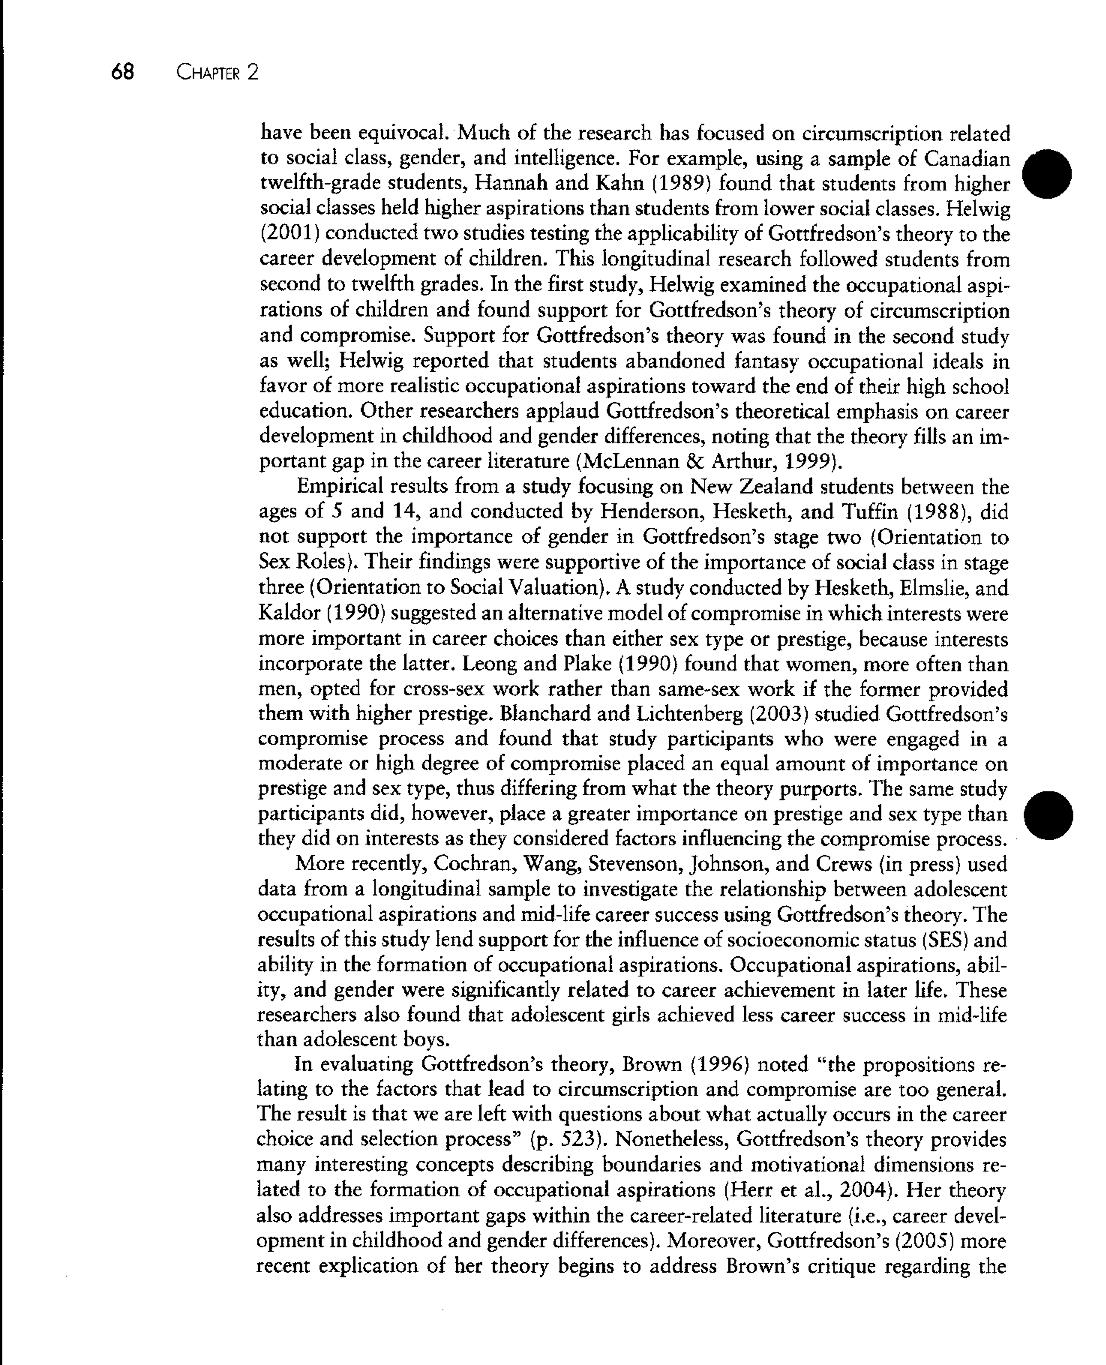 68 CHAPTER 2
have been equivocal. Much of the research has focused on circumscription related
to social class, gender, and intelligence. For example, using a sample of Canadian
twelfth-grade students, Hannah and Kahn (1989) found that students from higher
social classes held higher aspirations than students from lower social classes. Helwig
(2001) conducted two studies testing the applicability of Gottfredson's theory to the
career development of children. This longitudinal research followed students from
second to twelfth grades. In the first study, Helwig examined the occupational aspi-
rations of children and found support for Gottfredson's theory of circumscription
and compromise. Support for Gottfredson's theory was found in the second study
as well; Helwig reported that students abandoned fantasy occupational ideals in
favor of more realistic occupational aspirations toward the end of their high school
education. Other researchers applaud Gottfredson's theoretical emphasis on career
development in childhood and gender differences, noting that the theory fills an im-
portant gap in the career literature (McLennan & Arthur, 1999).
Empirical results from a study focusing on New Zealand students between the
ages of 5 and 14, and conducted by Henderson, Hesketh, and Tuffin (1988), did
not support the importance of gender in Gottfredson's stage two (Orientation to
Sex Roles). Their findings were supportive of the importance of social class in stage
three (Orientation to Social Valuation). A study conducted by Hesketh, Elmslie, and
Kaldor (1990) suggested an alternative model of compromise in which interests were
more important in career choices than either sex type or prestige, because interests
incorporate the latter. Leong and Plake (1990) found that women, more often than
men, opted for cross-sex work rather than same-sex work if the former provided
them with higher prestige. Blanchard and Lichtenberg (2003) studied Gottfredson's
compromise process and found that study participants who were engaged in a
moderate or high degree of compromise placed an equal amount of importance on
prestige and sex type, thus differing from what the theory purports. The same study
participants did, however, place a greater importance on prestige and sex type than
they did on interests as they considered factors influencing the compromise process.
More recently, Cochran, Wang, Stevenson, Johnson, and Crews (in press) used
data from a longitudinal sample to investigate the relationship between adolescent
occupational aspirations and mid-life career success using Gottfredson's theory. The
results of this study lend support for the influence of socioeconomic status (SES) and
ability in the formation of occupational aspirations. Occupational aspirations, abil-
ity, and gender were significantly related to career achievement in later life. These
researchers also found that adolescent girls achieved less career success in mid-life
than adolescent boys.
In evaluating Gottfredson's theory, Brown (1996) noted "the propositions re-
lating to the factors that lead to circumscription and compromise are too general.
The result is that we are left with questions about what actually occurs in the career
choice and selection process" (p. 523). Nonetheless, Gottfredson's theory provides
many interesting concepts describing boundaries and motivational dimensions re-
lated to the formation of occupational aspirations (Herr et al., 2004). Her theory
also addresses important gaps within the career-related literature (i.e., career devel-
opment in childhood and gender differences). Moreover, Gottfredson's (2005) more
recent explication of her theory begins to address Brown's critique regarding the